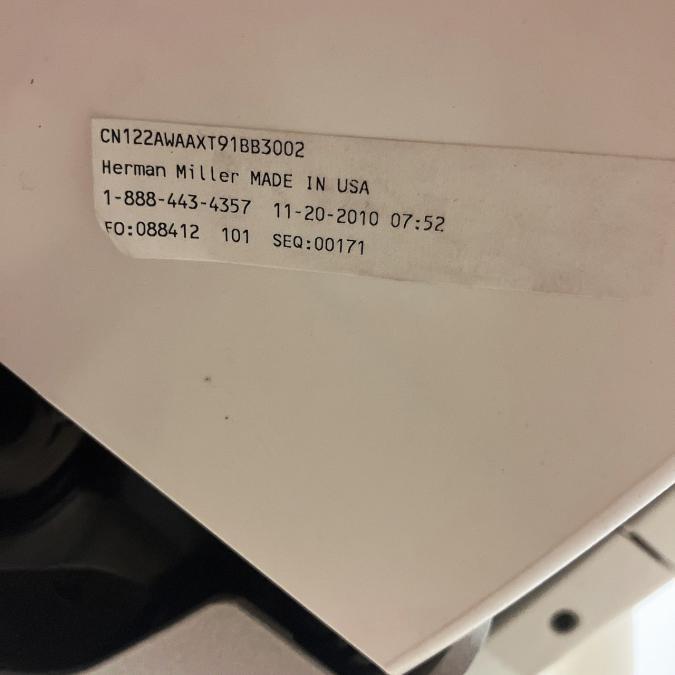 CN122AWAAXT91BB3002
Herman Miller MADE IN USA
1-888-443-4357 11-20-2010 07:52
FO:088412 101 SEQ:00171